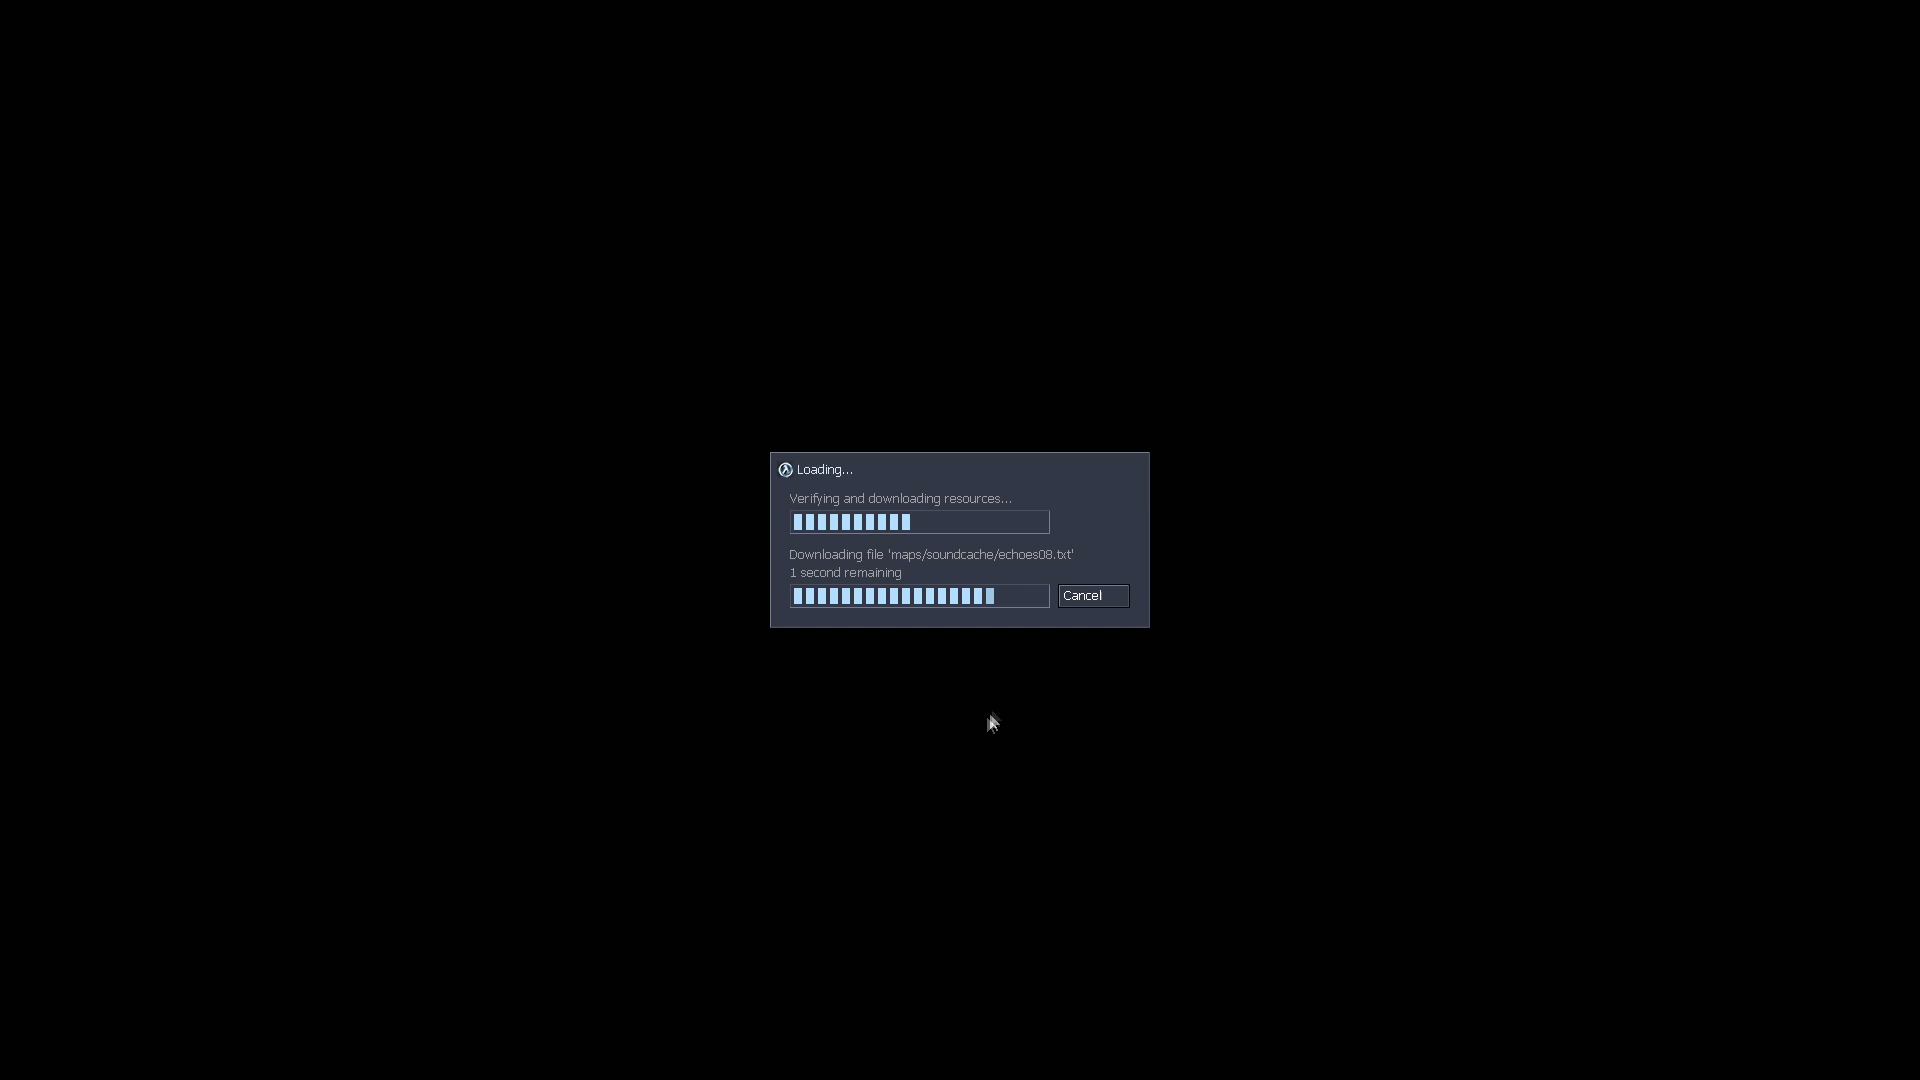 Loading...
Verifying and downloading resources...
Downloading file 'maps/soundcache/echoes08.txt'
1 second remaining
Cancel